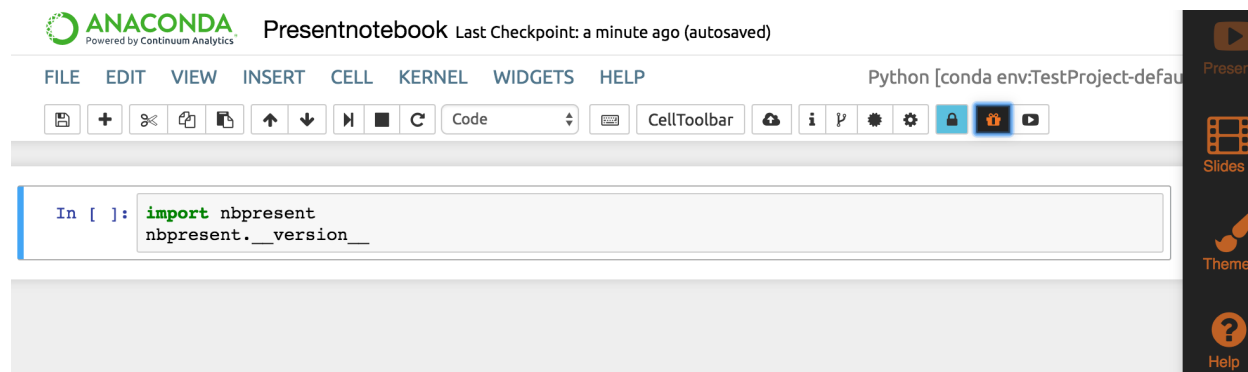 ANACONDA
Powered by Continuum Analytics
Presentnotebook Last Checkpoint: a minute ago (autosaved)
FILE EDIT VIEW INSERT CELL KERNEL WIDGETS HELP
Python [conda env:TestProject-defau
Code
CellToolbar
In [ ]: import nbpresent
nbpresent.__version__
Presen
Slides
Theme
Help